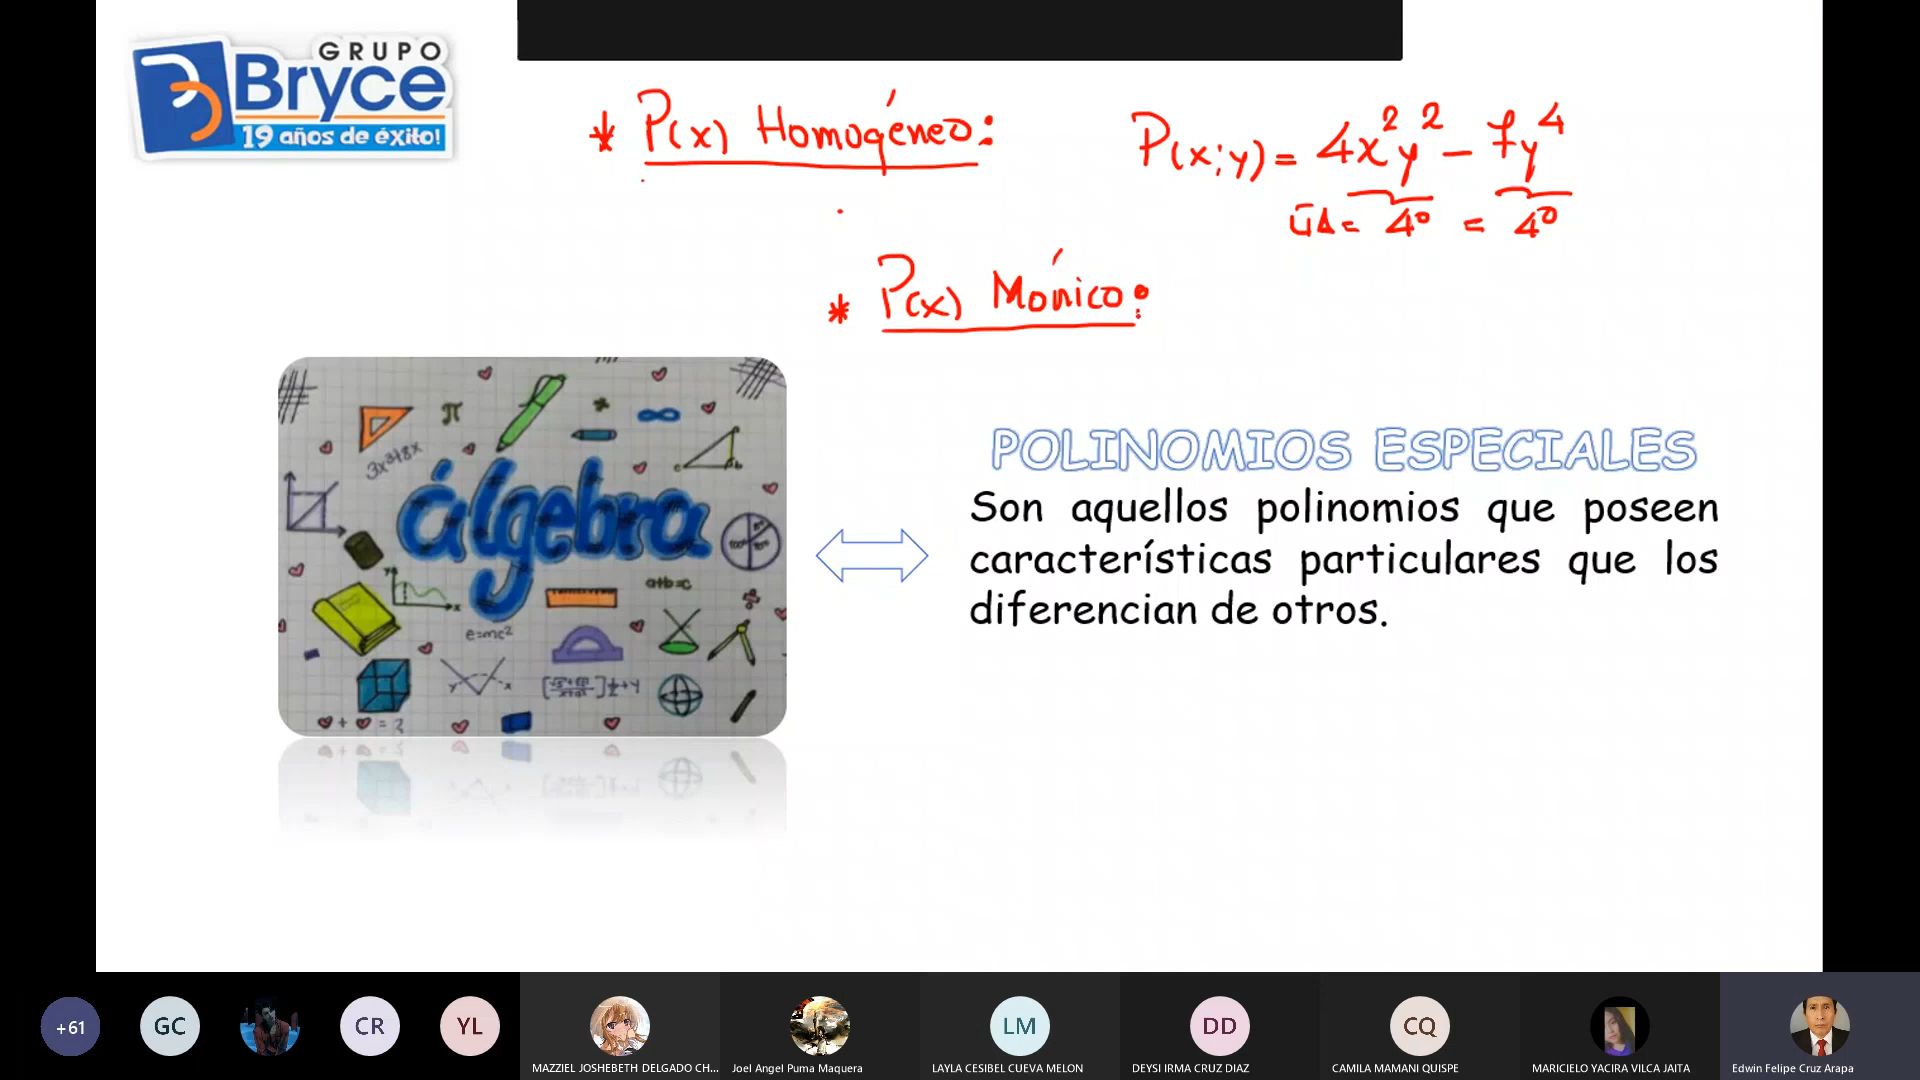 GRUPO
Bryce
19 años de éxito!
* P(x) Homogéneo:
P(x;y) = 4x²y² - 7y⁴
GA = 4° = 4°
* P(x) Mónico:
π
3x³+8x
álgebra
a+b=c
e=mc²
POLINOMIOS ESPECIALES
Son aquellos polinomios que poseen
características particulares que los
diferencian de otros.
+61
GC
CR
YL
LM
DD
CQ
MAZZIEL JOSHEBETH DELGADO CH...
Joel Angel Puma Maquera
LAYLA CESIBEL CUEVA MELON
DEYSI IRMA CRUZ DIAZ
CAMILA MAMANI QUISPE
MARICIELO YACIRA VILCA JAITA
Edwin Felipe Cruz Arapa